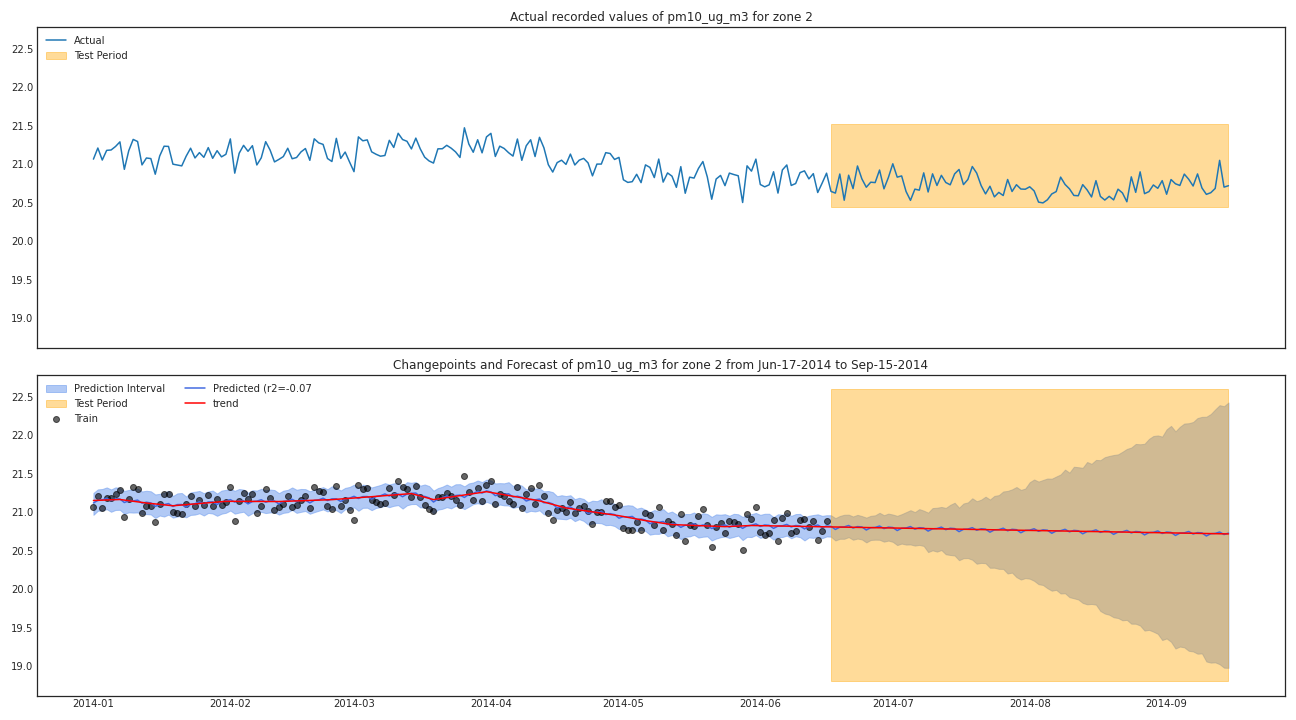 Actual recorded values of pm10_ug_m3 for zone 2
Actual
Test Period
22.5
22.0
21.5
21.0
20.5
20.0
19.5
19.0
Changepoints and Forecast of pm10_ug_m3 for zone 2 from Jun-17-2014 to Sep-15-2014
Prediction Interval Predicted (r2=-0.07
Test Period trend
Train
22.5
22.0
21.5
21.0
20.5
20.0
19.5
19.0
2014-01 2014-02 2014-03 2014-04 2014-05 2014-06 2014-07 2014-08 2014-09